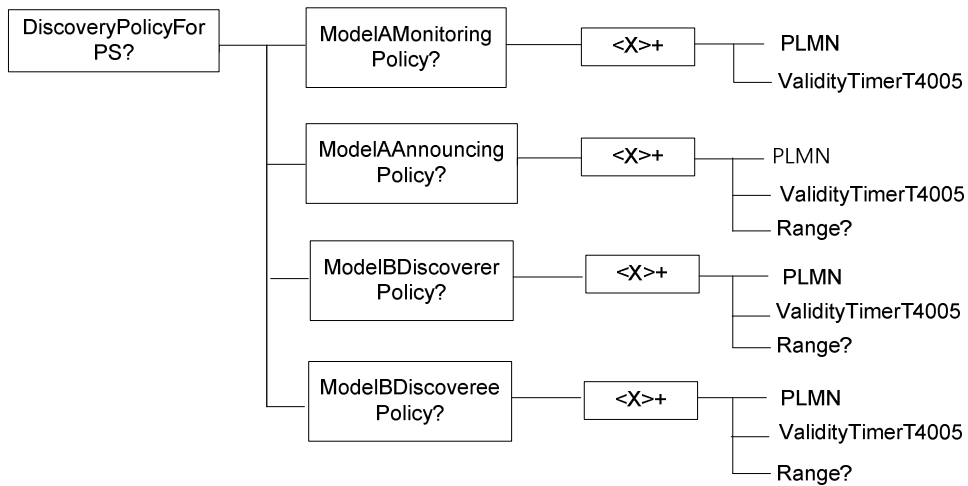 DiscoveryPolicyFor
PS?
ModelAMonitoring
Policy?
<X>+
PLMN
ValidityTimerT4005
ModelAAnnouncing
Policy?
<X>+
PLMN
ValidityTimerT4005
Range?
ModelBDiscoverer
Policy?
<X>+
PLMN
ValidityTimerT4005
Range?
ModelBDiscoveree
Policy?
<X>+
PLMN
ValidityTimerT4005
Range?